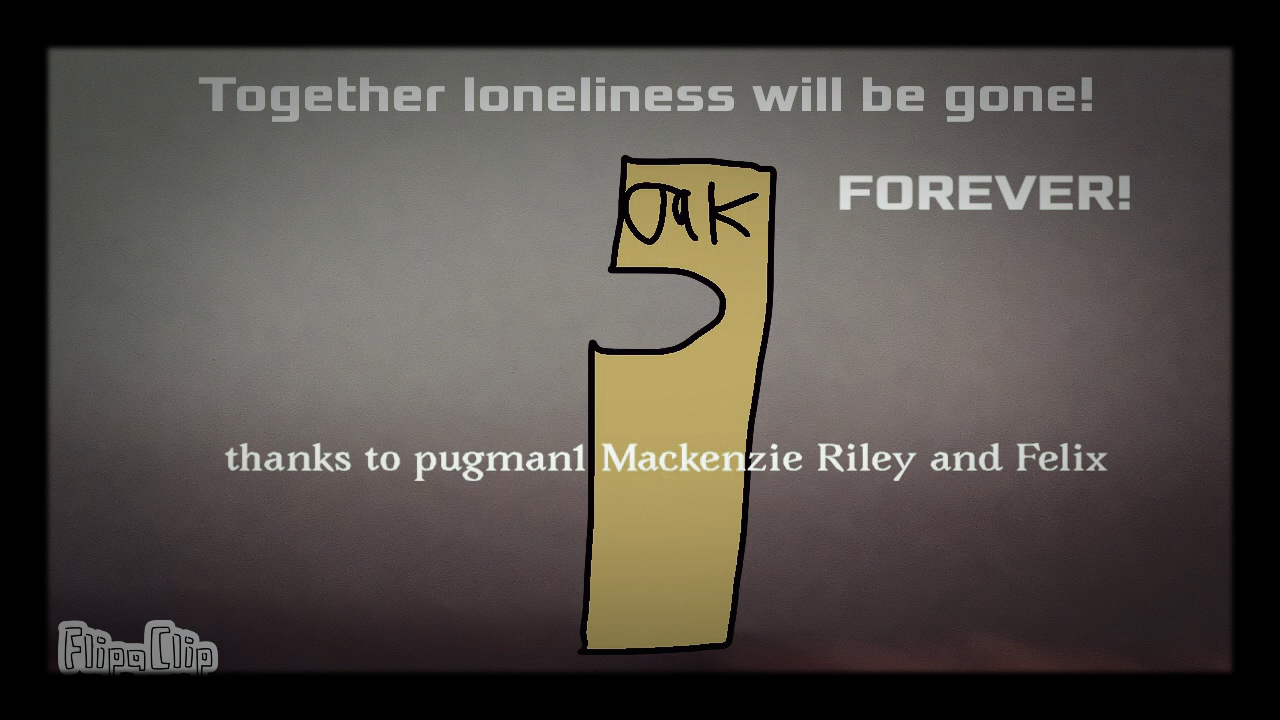 Together loneliness will be gone!
FOREVER!
Oak
thanks to pugman1 Mackenzie Riley and Felix
FlipaClip